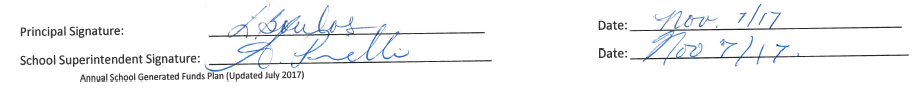 Principal Signature: Date: Nov. 7/17
School Superintendent Signature: Date: Nov 7/17.
Annual School Generated Funds Plan (Updated July 2017)